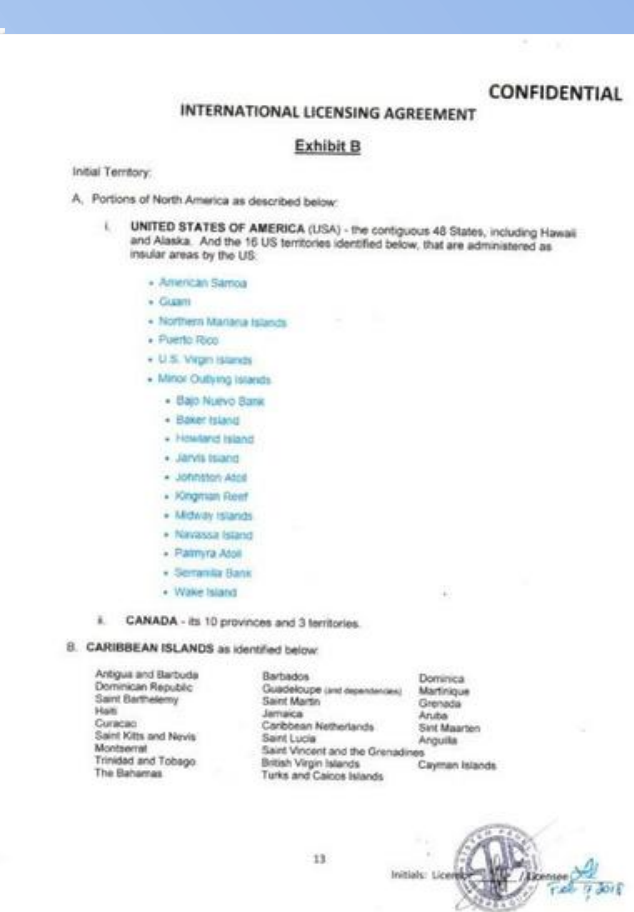 CONFIDENTIAL
INTERNATIONAL LICENSING AGREEMENT
Exhibit B
Initial Territory:
A. Portions of North America as described below:
i. UNITED STATES OF AMERICA (USA) - the contiguous 48 States, including Hawaii
and Alaska. And the 16 US territories identified below, that are administered as
insular areas by the US:
• American Samoa
• Guam
• Northern Mariana Islands
• Puerto Rico
• U.S. Virgin Islands
• Minor Outlying Islands
• Bajo Nuevo Bank
• Baker Island
• Howland Island
• Jarvis Island
• Johnston Atoll
• Kingman Reef
• Midway Islands
• Navassa Island
• Palmyra Atoll
• Serranilla Bank
• Wake Island
ii. CANADA - its 10 provinces and 3 territories.
B. CARIBBEAN ISLANDS as identified below:
Antigua and Barbuda Barbados Dominica
Dominican Republic Guadeloupe (and dependencies) Martinique
Saint Barthelemy Saint Martin Grenada
Haiti Jamaica Aruba
Curacao Caribbean Netherlands Sint Maarten
Saint Kitts and Nevis Saint Lucia Anguilla
Montserrat Saint Vincent and the Grenadines
Trinidad and Tobago British Virgin Islands Cayman Islands
The Bahamas Turks and Caicos Islands
13
Initials: Licensor / Licensee
Feb 9 2018